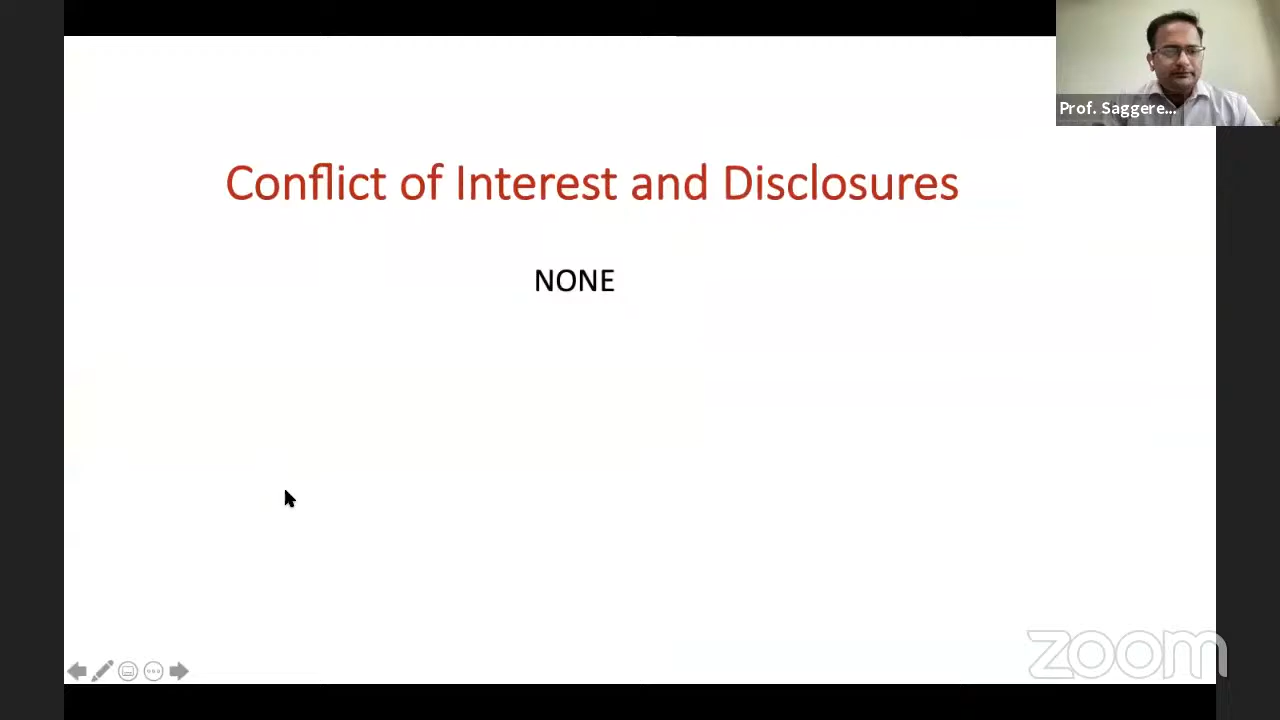 Prof. Saggere...
Conflict of Interest and Disclosures
NONE
zoom